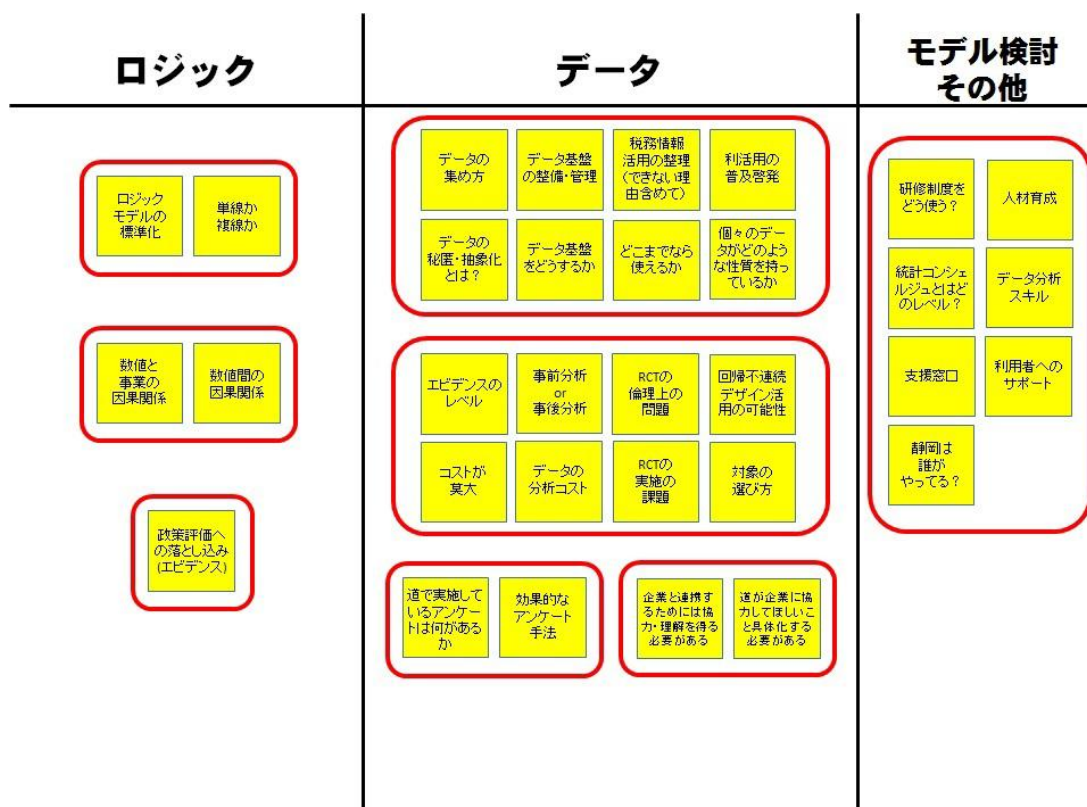 ロジック
データ
モデル検討
その他
ロジック
モデルの
標準化
単線か
複線か
数値と
事業の
因果関係
数値間の
因果関係
政策評価へ
の落とし込み
(エビデンス)
データの
集め方
データ基盤
の整備・管理
税務情報
活用の整理
(できない理
由含めて)
利活用の
普及啓発
データの
秘匿・抽象化
とは?
データ基盤
をどうするか
どこまでなら
使えるか
個々のデー
タがどのよう
な性質を持っ
ているか
エビデンスの
レベル
事前分析
or
事後分析
RCTの
倫理上の
問題
回帰不連続
デザイン活
用の可能性
コストが
莫大
データの
分析コスト
RCTの
実施の
課題
対象の
選び方
道で実施して
いるアンケー
トは何がある
か
効果的な
アンケート
手法
企業と連携す
るためには協
力・理解を得る
必要がある
道が企業に協
力してほしいこ
と具体化する
必要がある
研修制度を
どう使う?
人材育成
統計コンシェ
ルジュとはど
のレベル?
データ分析
スキル
支援窓口
利用者への
サポート
静岡は
誰が
やってる?